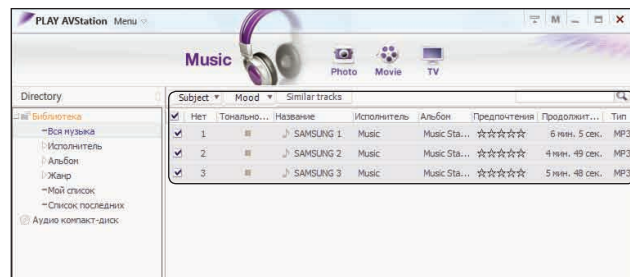 PLAY AVStation Menu
M
Music Photo Movie TV
Directory
Subject Mood Similar tracks
Библиотека
Вся музыка
Исполнитель
Альбом
Жанр
Мой список
Список последних
Аудио компакт-диск
Нет Тонально... Название Исполнитель Альбом Предпочтения Продолжит... Тип
1 SAMSUNG 1 Music Music Sta... ☆☆☆☆☆ 6 мин. 5 сек. MP3
2 SAMSUNG 2 Music Music Sta... ☆☆☆☆☆ 4 мин. 49 сек. MP3
3 SAMSUNG 3 Music Music Sta... ☆☆☆☆☆ 5 мин. 48 сек. MP3